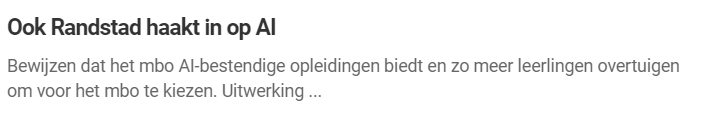 Ook Randstad haakt in op AI
Bewijzen dat het mbo AI-bestendige opleidingen biedt en zo meer leerlingen overtuigen
om voor het mbo te kiezen. Uitwerking ...